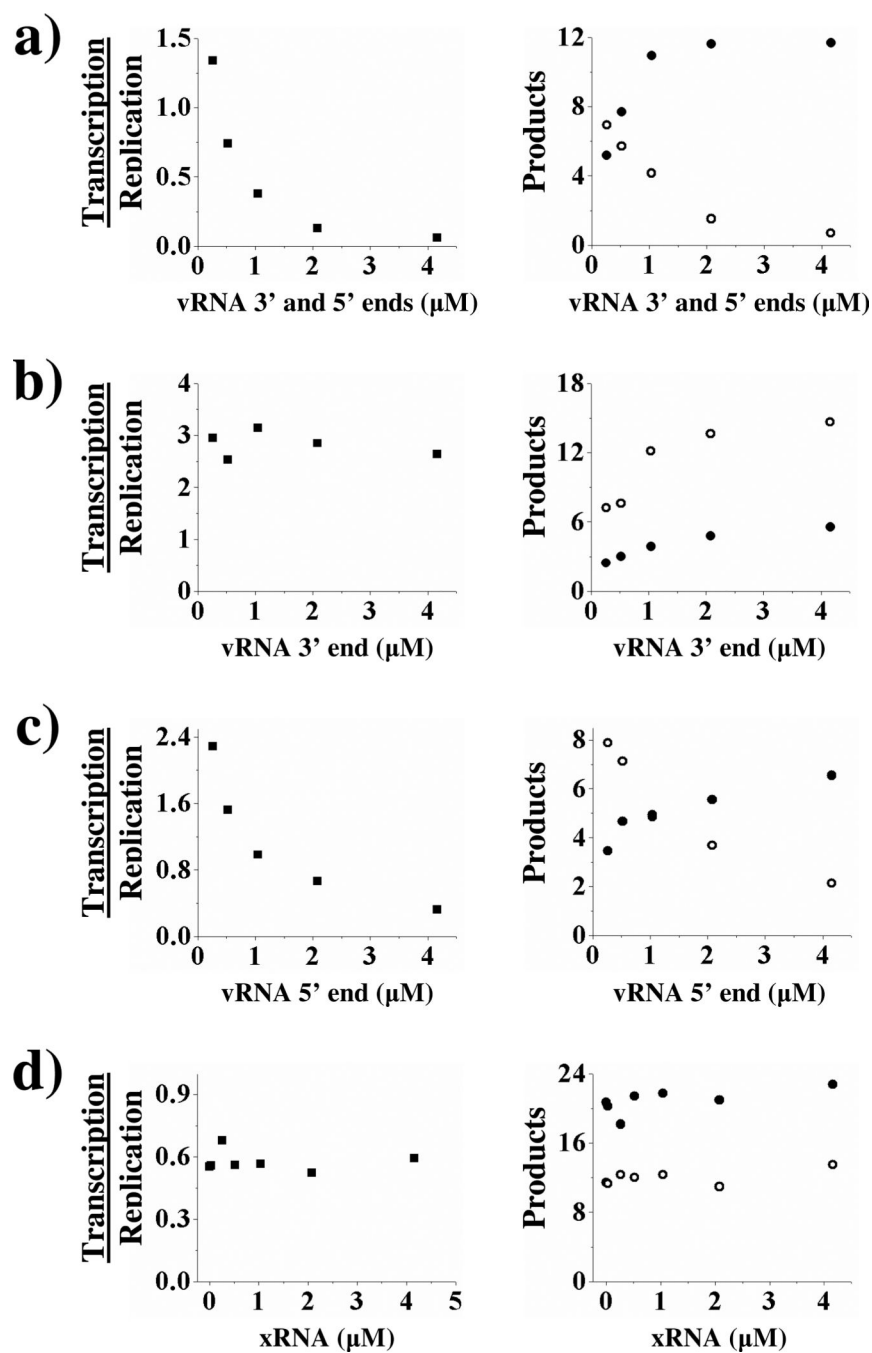 a)
Transcription
Replication
1.5
1.0
0.5
0.0
0 1 2 3 4
vRNA 3’ and 5’ ends (μM)
Products
12
8
4
0
0 1 2 3 4
vRNA 3’ and 5’ ends (μM)
b)
Transcription
Replication
4
3
2
1
0
0 1 2 3 4
vRNA 3’ end (μM)
Products
18
12
6
0
0 1 2 3 4
vRNA 3’ end (μM)
c)
Transcription
Replication
2.4
1.6
0.8
0.0
0 1 2 3 4
vRNA 5’ end (μM)
Products
8
6
4
2
0
0 1 2 3 4
vRNA 5’ end (μM)
d)
Transcription
Replication
0.9
0.6
0.3
0.0
0 1 2 3 4 5
xRNA (μM)
Products
24
16
8
0
0 1 2 3 4
xRNA (μM)